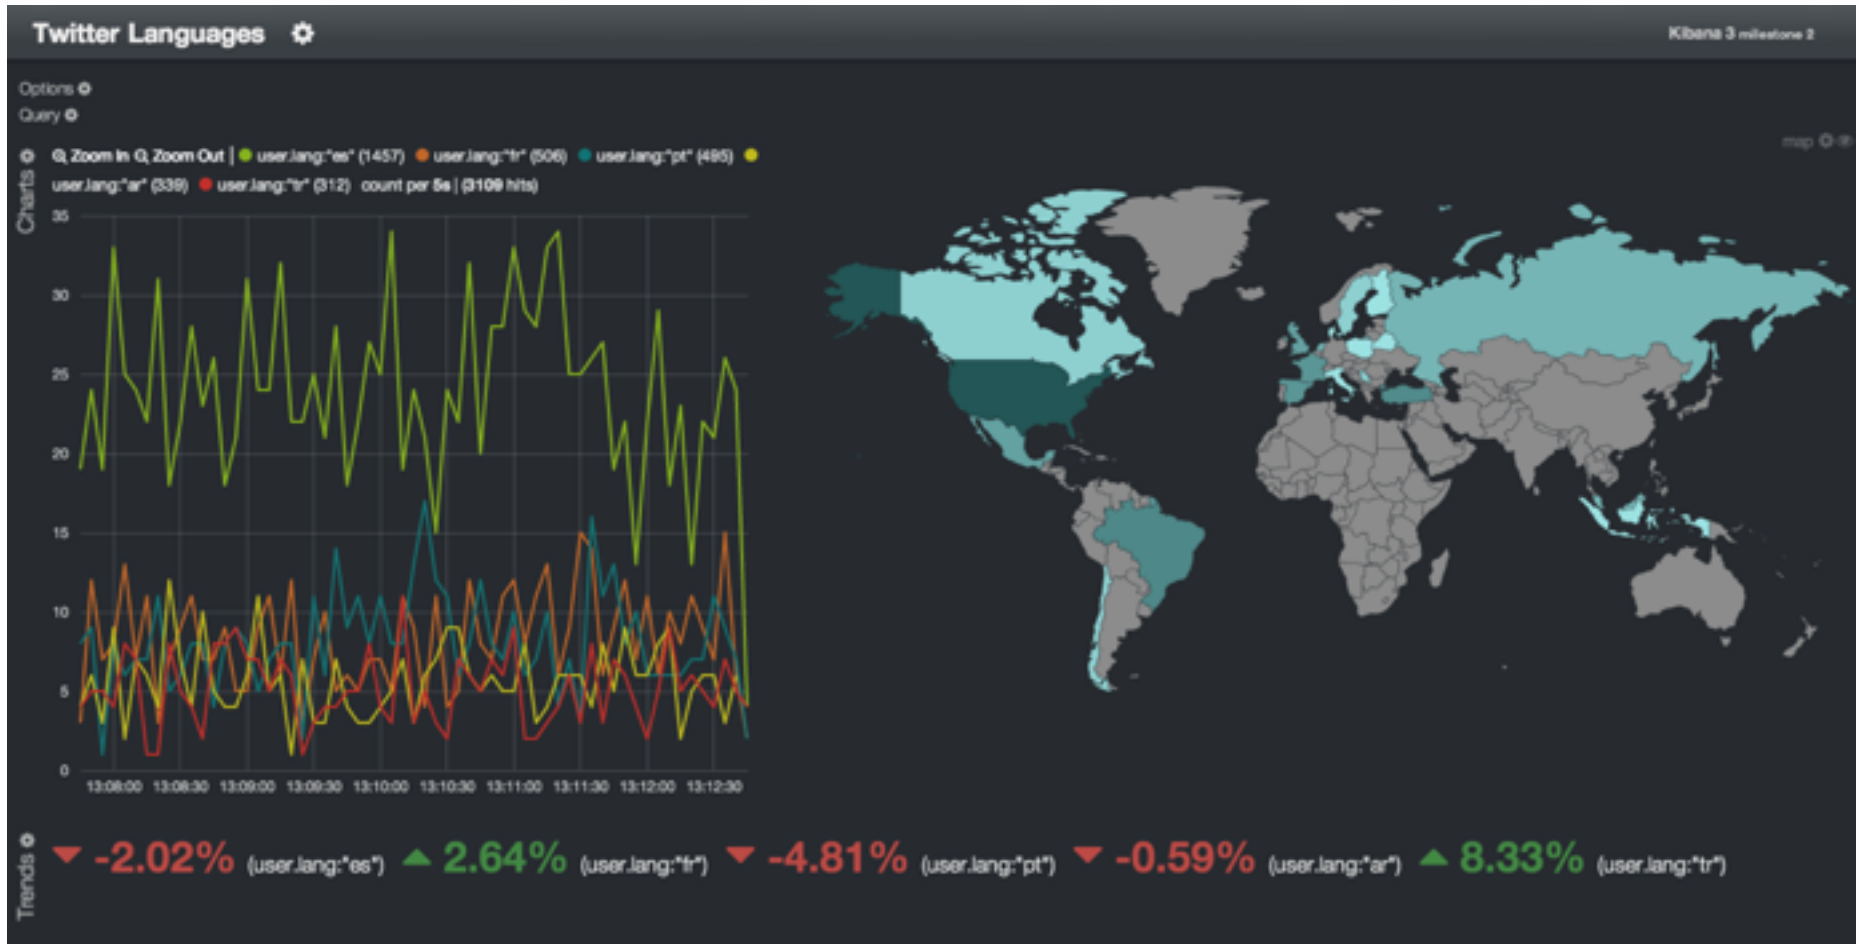 Twitter Languages
Kibana 3 milestone 2
Options
Query
map
Charts
Zoom In Zoom Out | user.lang:"es" (1457) user.lang:"fr" (506) user.lang:"pt" (495)
user.lang:"ar" (339) user.lang:"tr" (312) count per 5s | (3109 hits)
35
30
25
20
15
10
5
0
13:08:00 13:08:30 13:09:00 13:09:30 13:10:00 13:10:30 13:11:00 13:11:30 13:12:00 13:12:30
Trends
-2.02% (user.lang:"es") 2.64% (user.lang:"fr") -4.81% (user.lang:"pt") -0.59% (user.lang:"ar") 8.33% (user.lang:"tr")